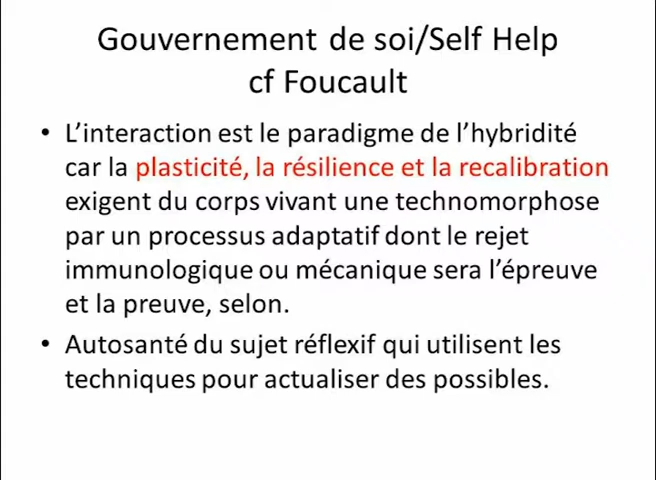 Gouvernement de soi/Self Help
cf Foucault
• L’interaction est le paradigme de l’hybridité
car la plasticité, la résilience et la recalibration
exigent du corps vivant une technomorphose
par un processus adaptatif dont le rejet
immunologique ou mécanique sera l’épreuve
et la preuve, selon.
• Autosanté du sujet réflexif qui utilisent les
techniques pour actualiser des possibles.